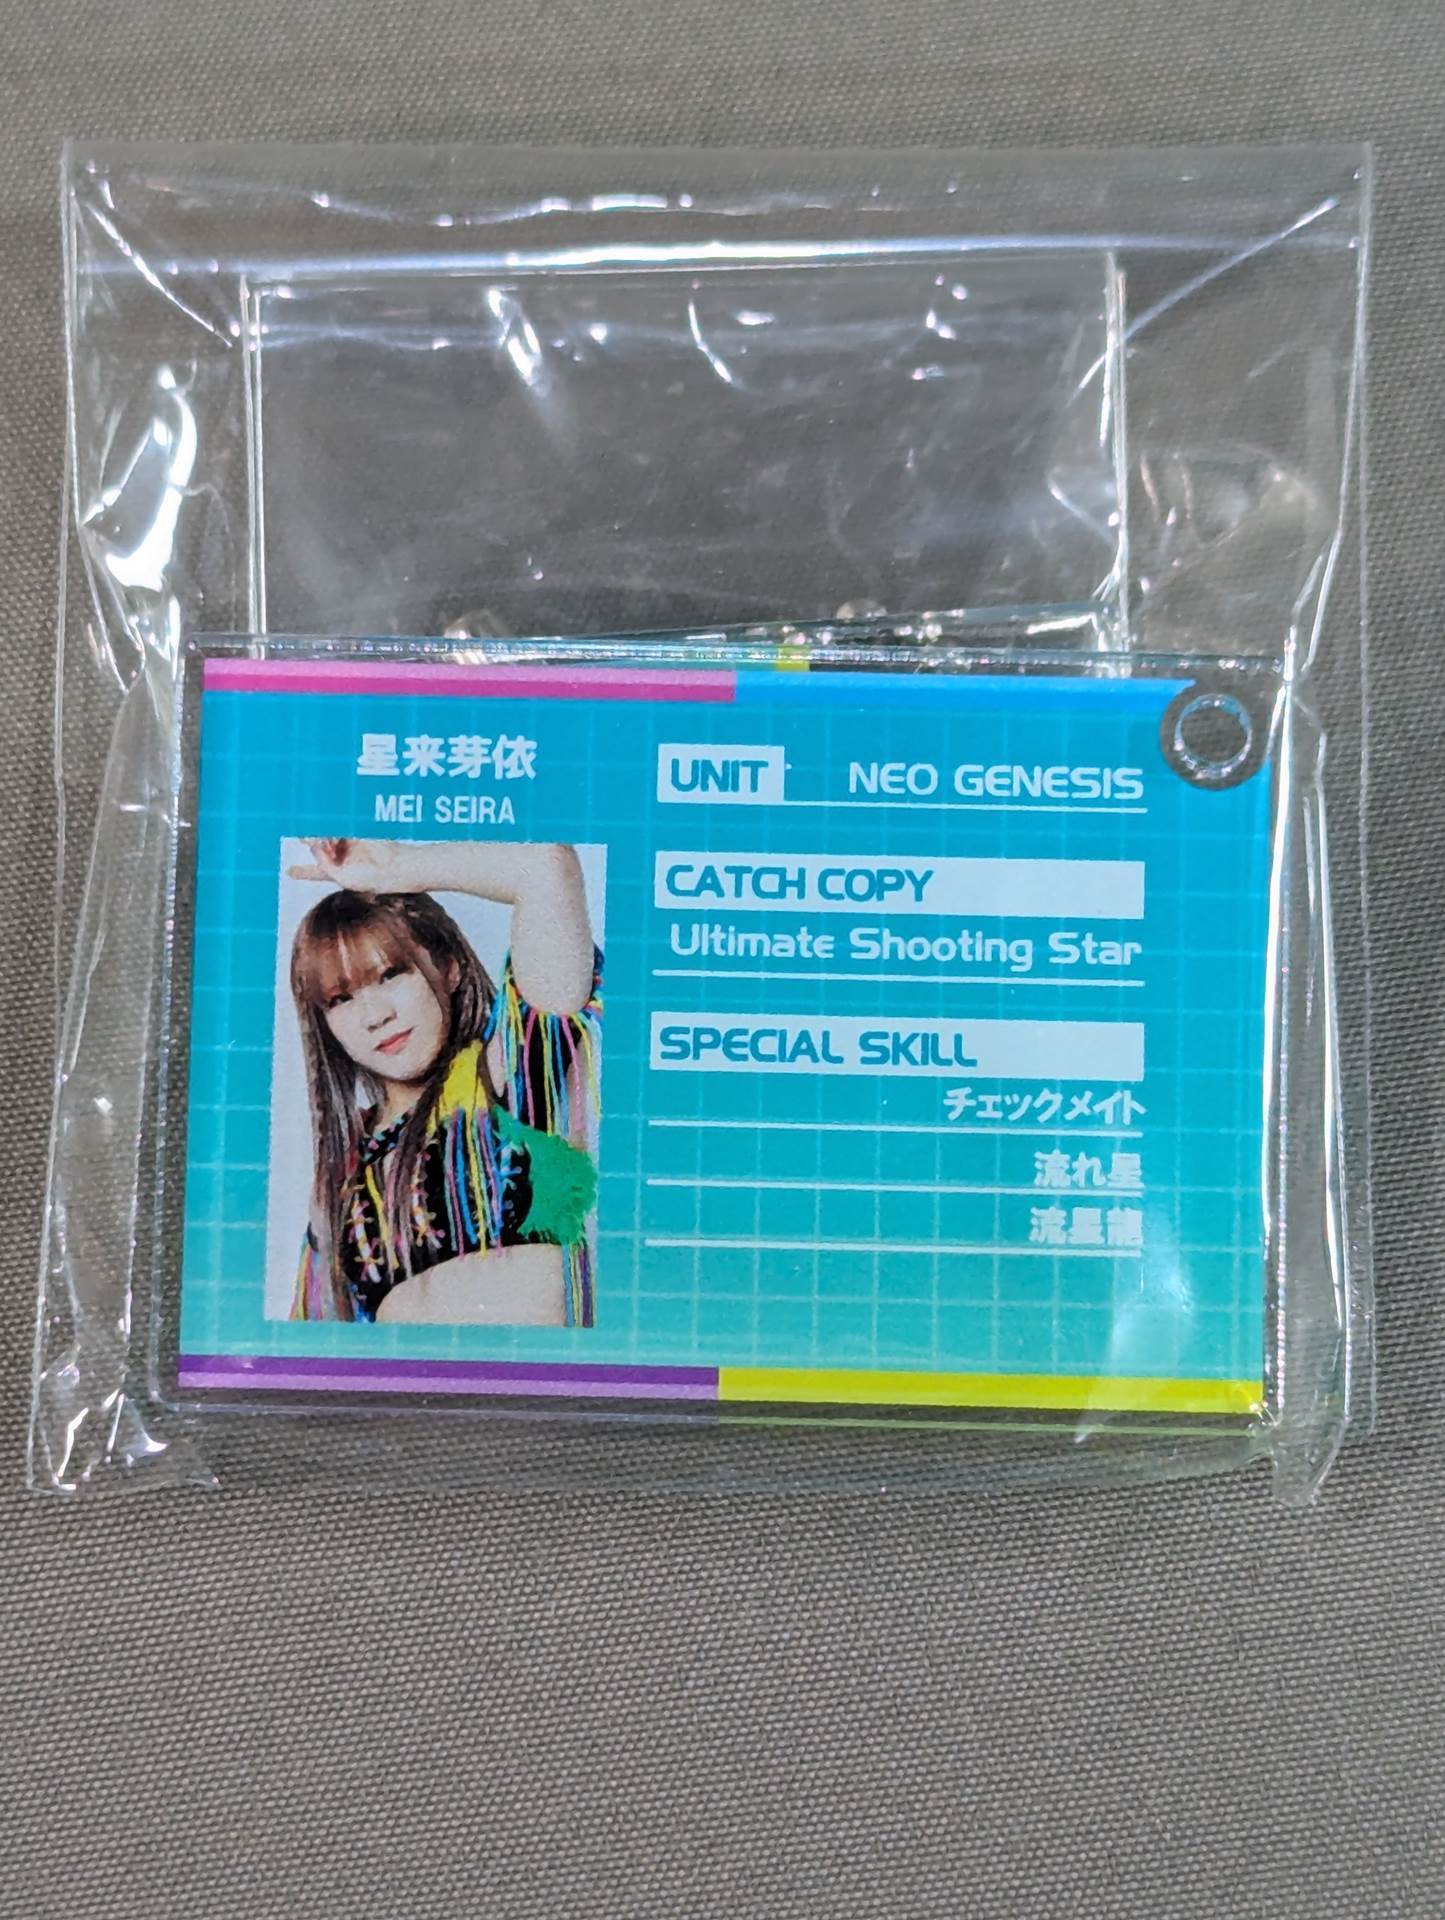 星来芽依
MEI SEIRA
UNIT NEO GENESIS
CATCH COPY
Ultimate Shooting Star
SPECIAL SKILL
チェックメイト
流れ星
流星龍